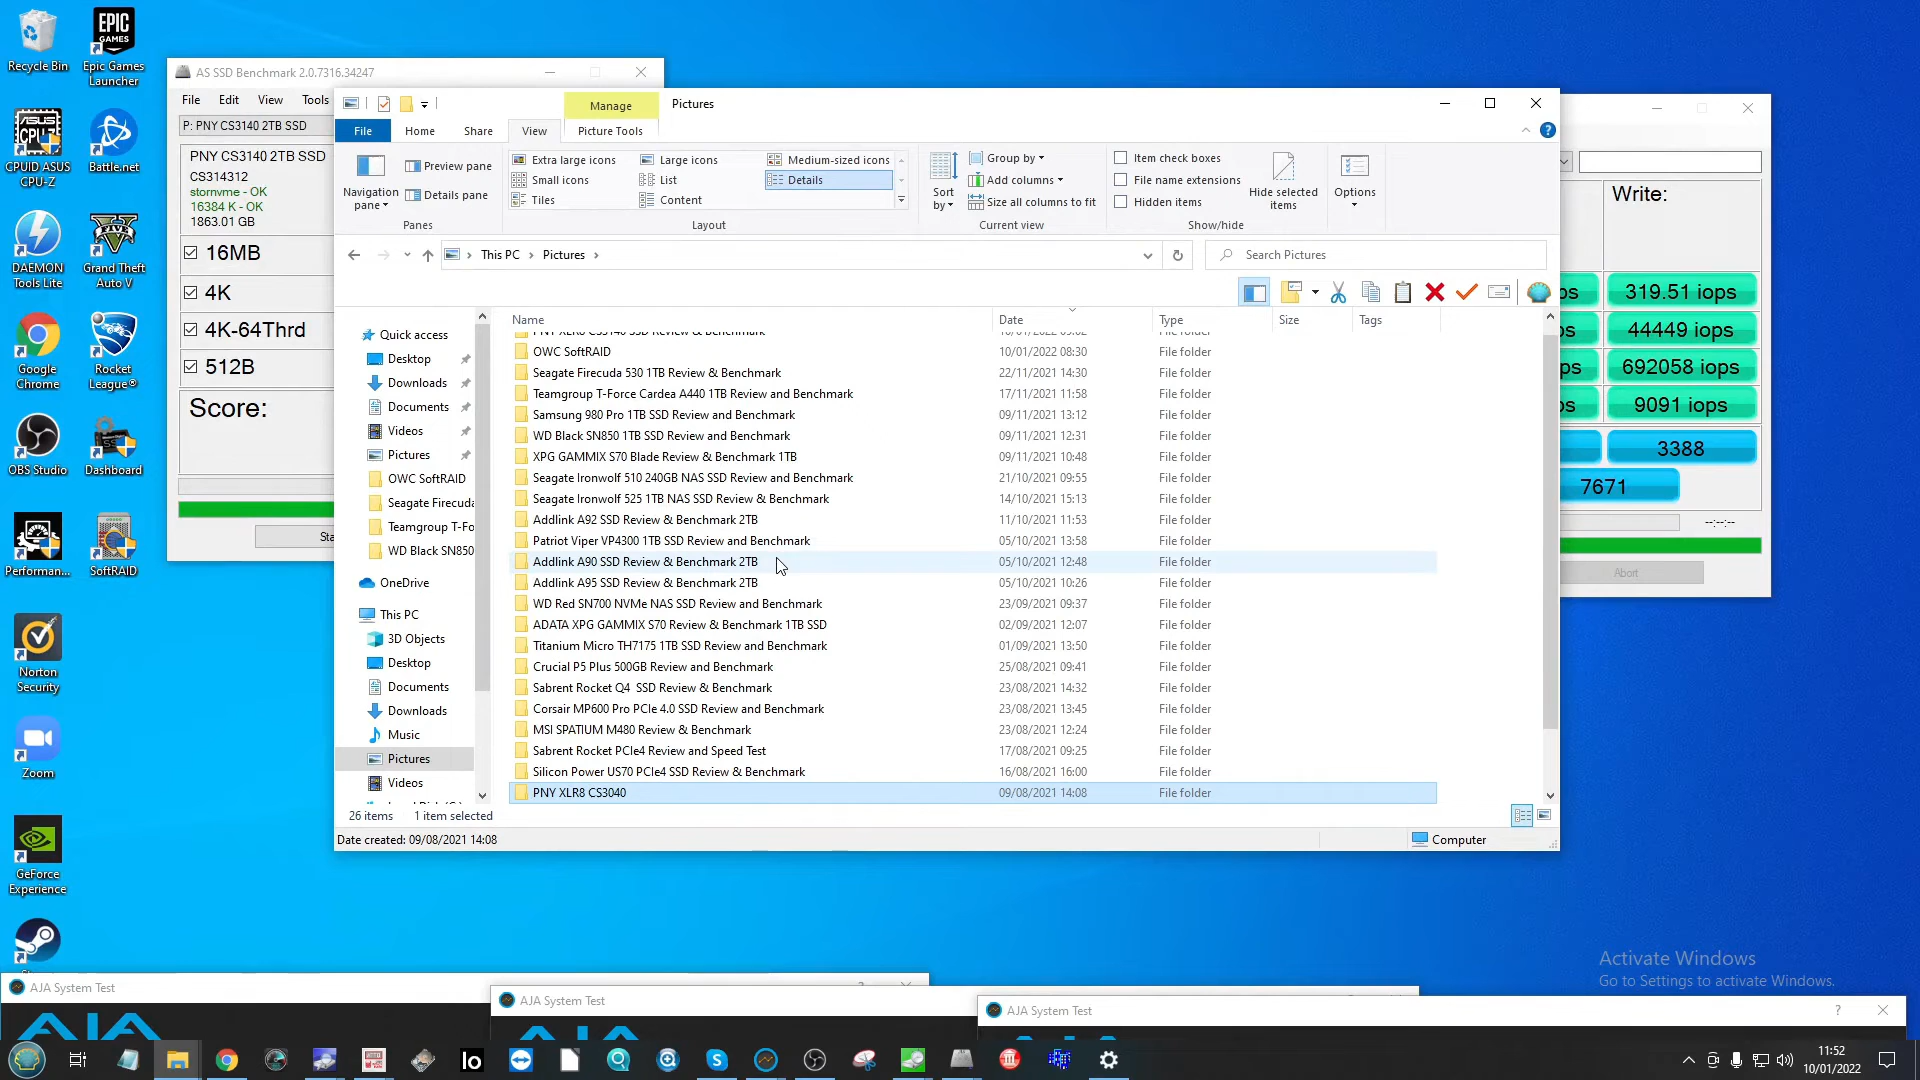 Recycle Bin
Epic Games
Launcher
CPUID ASUS
CPU-Z
Battle.net
DAEMON
Tools Lite
Grand Theft
Auto V
Google
Chrome
Rocket
League®
OBS Studio
Dashboard
Performan...
SoftRAID
Norton
Security
Zoom
GeForce
Experience
AS SSD Benchmark 2.0.7316.34247
File Edit View Tools
P: PNY CS3140 2TB SSD
PNY CS3140 2TB SSD
CS314312
stornvme - OK
16384 K - OK
1863.01 GB
16MB
4K
4K-64Thrd
512B
Score:
Sta
Manage
Pictures
File
Home
Share
View
Picture Tools
Navigation
pane
Preview pane
Details pane
Panes
Extra large icons
Large icons
Medium-sized icons
Small icons
List
Details
Tiles
Content
Layout
Sort
by
Group by
Add columns
Size all columns to fit
Current view
Item check boxes
File name extensions
Hidden items
Hide selected
items
Show/hide
Options
This PC
Pictures
Search Pictures
Quick access
Desktop
Downloads
Documents
Videos
Pictures
OWC SoftRAID
Seagate Firecuda
Teamgroup T-Fo
WD Black SN850
OneDrive
This PC
3D Objects
Desktop
Documents
Downloads
Music
Pictures
Videos
Name Date Type Size Tags
PNY XLR8 CS3140 SSD Review & Benchmark 10/01/2022 09:02 File folder
OWC SoftRAID 10/01/2022 08:30 File folder
Seagate Firecuda 530 1TB Review & Benchmark 22/11/2021 14:30 File folder
Teamgroup T-Force Cardea A440 1TB Review and Benchmark 17/11/2021 11:58 File folder
Samsung 980 Pro 1TB SSD Review and Benchmark 09/11/2021 13:12 File folder
WD Black SN850 1TB SSD Review and Benchmark 09/11/2021 12:31 File folder
XPG GAMMIX S70 Blade Review & Benchmark 1TB 09/11/2021 10:48 File folder
Seagate Ironwolf 510 240GB NAS SSD Review and Benchmark 21/10/2021 09:55 File folder
Seagate Ironwolf 525 1TB NAS SSD Review & Benchmark 14/10/2021 15:13 File folder
Addlink A92 SSD Review & Benchmark 2TB 11/10/2021 11:53 File folder
Patriot Viper VP4300 1TB SSD Review and Benchmark 05/10/2021 13:58 File folder
Addlink A90 SSD Review & Benchmark 2TB 05/10/2021 12:48 File folder
Addlink A95 SSD Review & Benchmark 2TB 05/10/2021 10:26 File folder
WD Red SN700 NVMe NAS SSD Review and Benchmark 23/09/2021 09:37 File folder
ADATA XPG GAMMIX S70 Review & Benchmark 1TB SSD 02/09/2021 12:07 File folder
Titanium Micro TH7175 1TB SSD Review and Benchmark 01/09/2021 13:50 File folder
Crucial P5 Plus 500GB Review and Benchmark 25/08/2021 09:41 File folder
Sabrent Rocket Q4 SSD Review & Benchmark 23/08/2021 14:32 File folder
Corsair MP600 Pro PCIe 4.0 SSD Review and Benchmark 23/08/2021 13:45 File folder
MSI SPATIUM M480 Review & Benchmark 23/08/2021 12:24 File folder
Sabrent Rocket PCIe4 Review and Speed Test 17/08/2021 09:25 File folder
Silicon Power US70 PCIe4 SSD Review & Benchmark 16/08/2021 16:00 File folder
PNY XLR8 CS3040 09/08/2021 14:08 File folder
26 items 1 item selected
Date created: 09/08/2021 14:08
Computer
Write:
ps 319.51 iops
ps 44449 iops
ps 692058 iops
ps 9091 iops
3388
7671
--:--:--
Abort
Activate Windows
Go to Settings to activate Windows.
AJA System Test
AJA System Test
AJA System Test
AJA
Io
11:52
10/01/2022